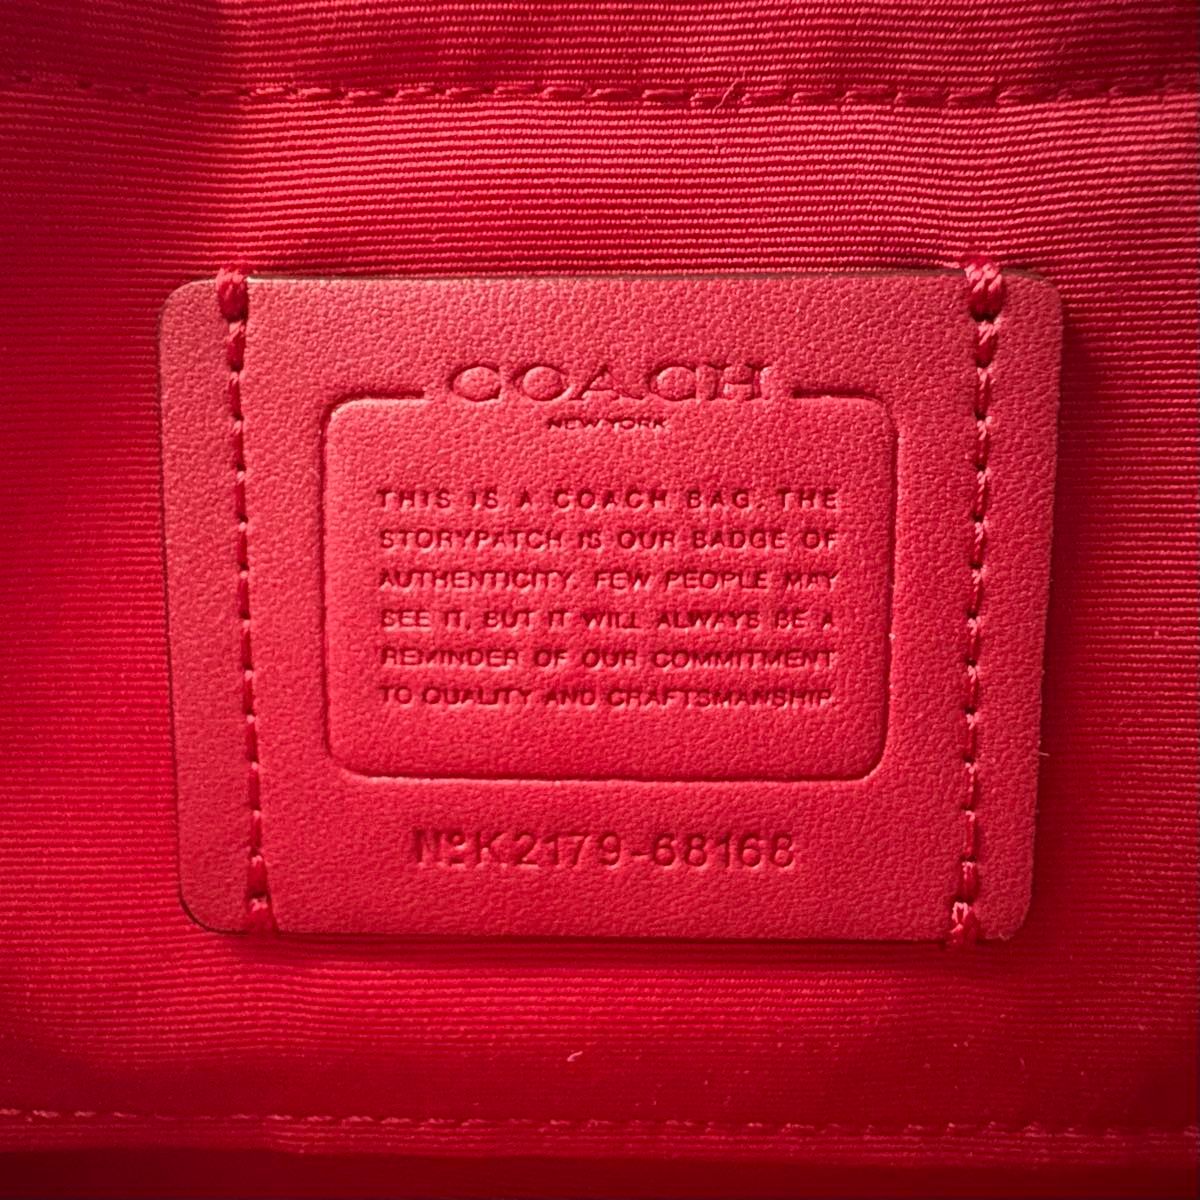 COACH
NEW YORK
THIS IS A COACH BAG. THE
STORYPATCH IS OUR BADGE OF
AUTHENTICITY. FEW PEOPLE MAY
SEE IT, BUT IT WILL ALWAYS BE A
REMINDER OF OUR COMMITMENT
TO QUALITY AND CRAFTSMANSHIP.
NºK2179-68168